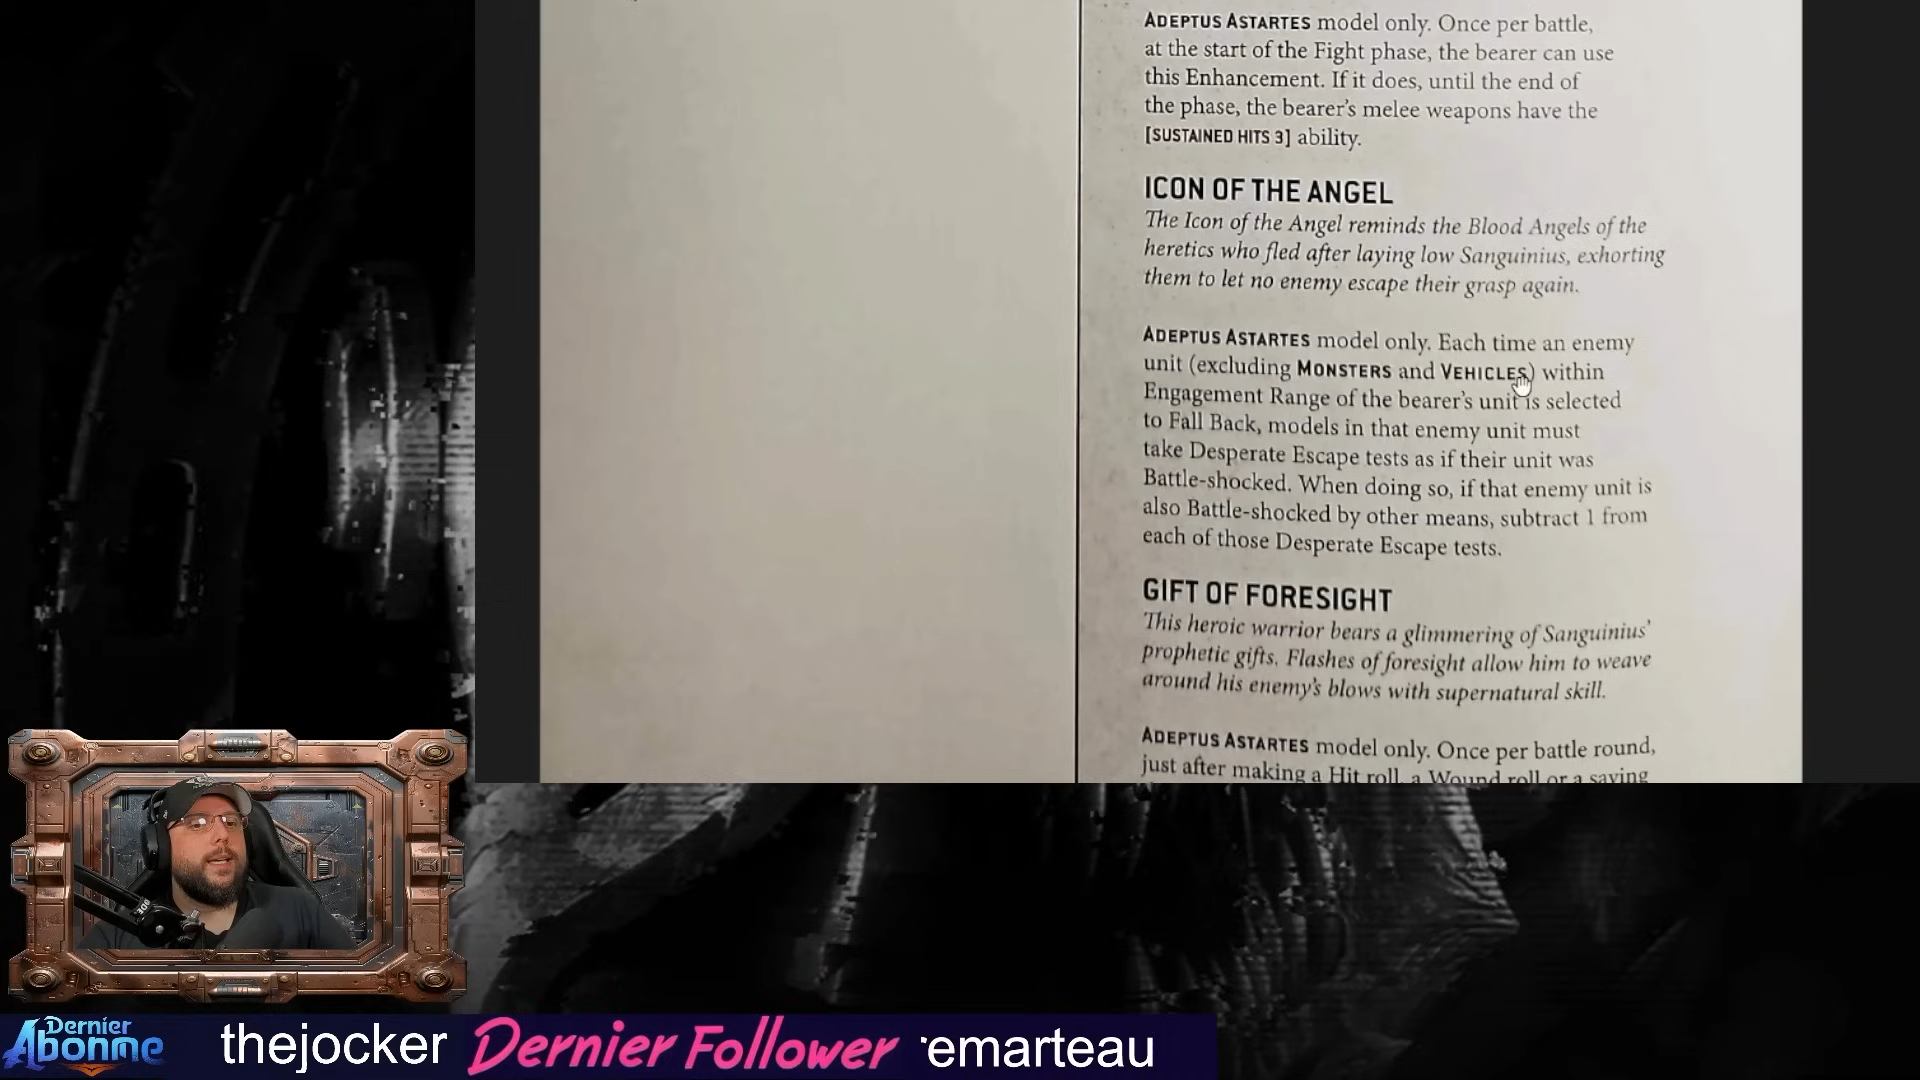 ADEPTUS ASTARTES model only. Once per battle,
at the start of the Fight phase, the bearer can use
this Enhancement. If it does, until the end of
the phase, the bearer's melee weapons have the
[SUSTAINED HITS 3] ability.
ICON OF THE ANGEL
The Icon of the Angel reminds the Blood Angels of the
heretics who fled after laying low Sanguinius, exhorting
them to let no enemy escape their grasp again.
ADEPTUS ASTARTES model only. Each time an enemy
unit (excluding MONSTERS and VEHICLES) within
Engagement Range of the bearer's unit is selected
to Fall Back, models in that enemy unit must
take Desperate Escape tests as if their unit was
Battle-shocked. When doing so, if that enemy unit is
also Battle-shocked by other means, subtract 1 from
each of those Desperate Escape tests.
GIFT OF FORESIGHT
This heroic warrior bears a glimmering of Sanguinius'
prophetic gifts. Flashes of foresight allow him to weave
around his enemy's blows with supernatural skill.
ADEPTUS ASTARTES model only. Once per battle round,
just after making a Hit roll, a Wound roll or a saving
Dernier
Abonné
thejocker
Dernier Follower
emarteau